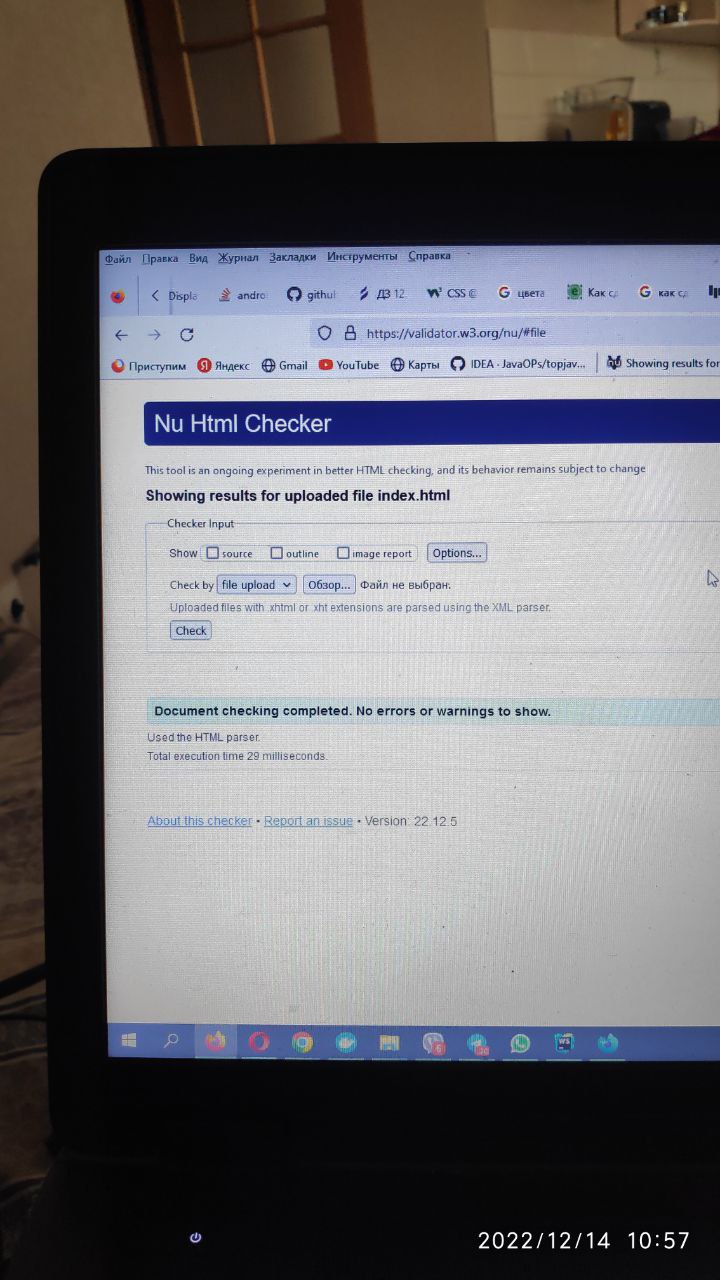 Файл Правка Вид Журнал Закладки Инструменты Справка
Displa andro githul ДЗ 12. CSS цвета Как как
https://validator.w3.org/nu/#file
Приступим Яндекс Gmail YouTube Карты IDEA - JavaOPs/topjav... Showing results for
Nu Html Checker
This tool is an ongoing experiment in better HTML checking, and its behavior remains subject to change
Showing results for uploaded file index.html
Checker Input
Show source outline image report Options...
Check by file upload Обзор... Файл не выбран.
Uploaded files with .xhtml or .xht extensions are parsed using the XML parser.
Check
Document checking completed. No errors or warnings to show.
Used the HTML parser.
Total execution time 29 milliseconds.
About this checker • Report an issue • Version: 22.12.5
WS
2022/12/14 10:57